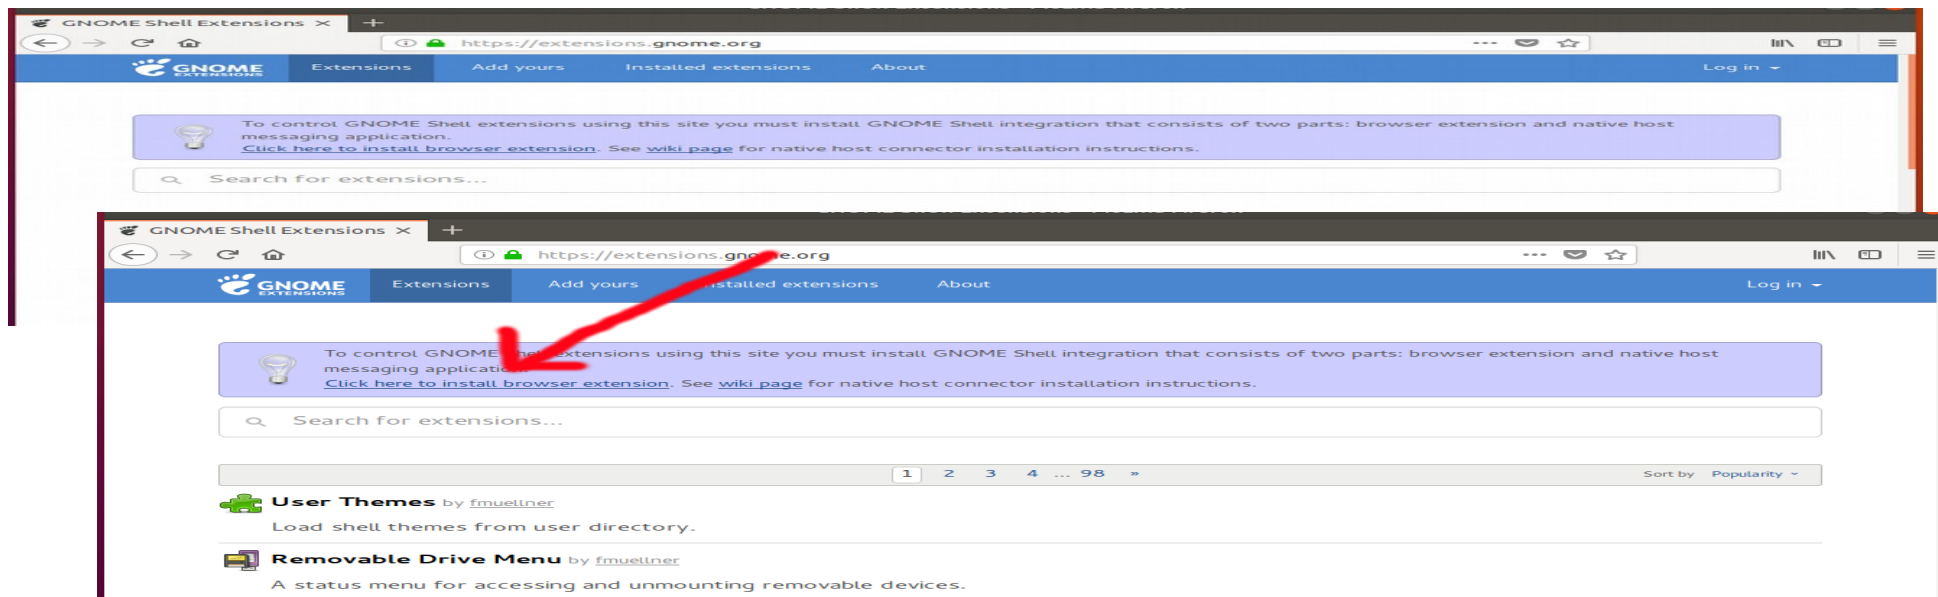 GNOME Shell Extensions
https://extensions.gnome.org
GNOME EXTENSIONS Extensions Add yours Installed extensions About Log in
To control GNOME Shell extensions using this site you must install GNOME Shell integration that consists of two parts: browser extension and native host
messaging application.
Click here to install browser extension. See wiki page for native host connector installation instructions.
Search for extensions...
GNOME Shell Extensions
https://extensions.gnome.org
GNOME EXTENSIONS Extensions Add yours Installed extensions About Log in
To control GNOME Shell extensions using this site you must install GNOME Shell integration that consists of two parts: browser extension and native host
messaging application.
Click here to install browser extension. See wiki page for native host connector installation instructions.
Search for extensions...
1 2 3 4 ... 98 » Sort by Popularity
User Themes by fmuellner
Load shell themes from user directory.
Removable Drive Menu by fmuellner
A status menu for accessing and unmounting removable devices.